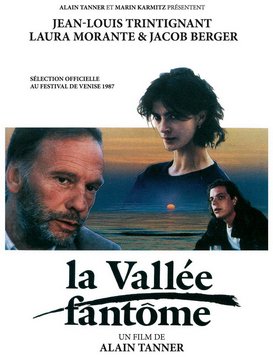 ALAIN TANNER ET MARIN KARMITZ PRÉSENTENT
JEAN-LOUIS TRINTIGNANT
LAURA MORANTE & JACOB BERGER
SÉLECTION OFFICIELLE
AU FESTIVAL DE VENISE 1987
la Vallée
fantôme
UN FILM DE
ALAIN TANNER